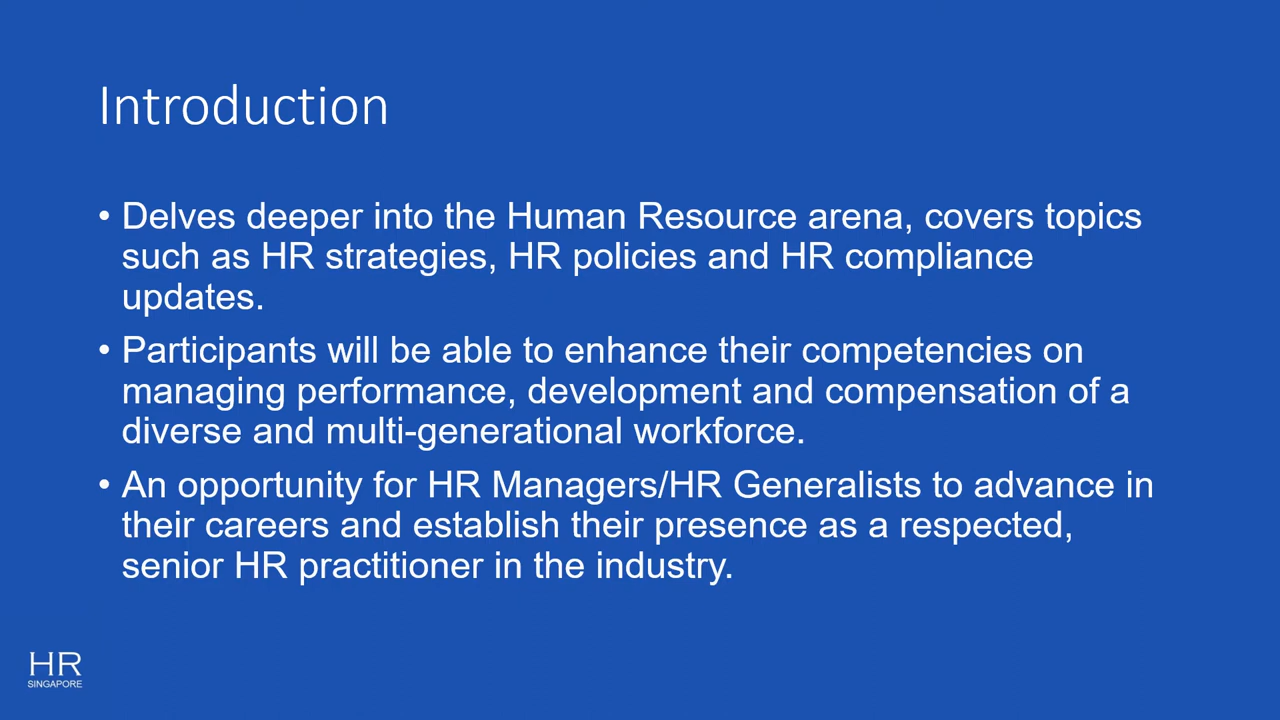 Introduction
• Delves deeper into the Human Resource arena, covers topics
such as HR strategies, HR policies and HR compliance
updates.
• Participants will be able to enhance their competencies on
managing performance, development and compensation of a
diverse and multi-generational workforce.
• An opportunity for HR Managers/HR Generalists to advance in
their careers and establish their presence as a respected,
senior HR practitioner in the industry.
HR
SINGAPORE